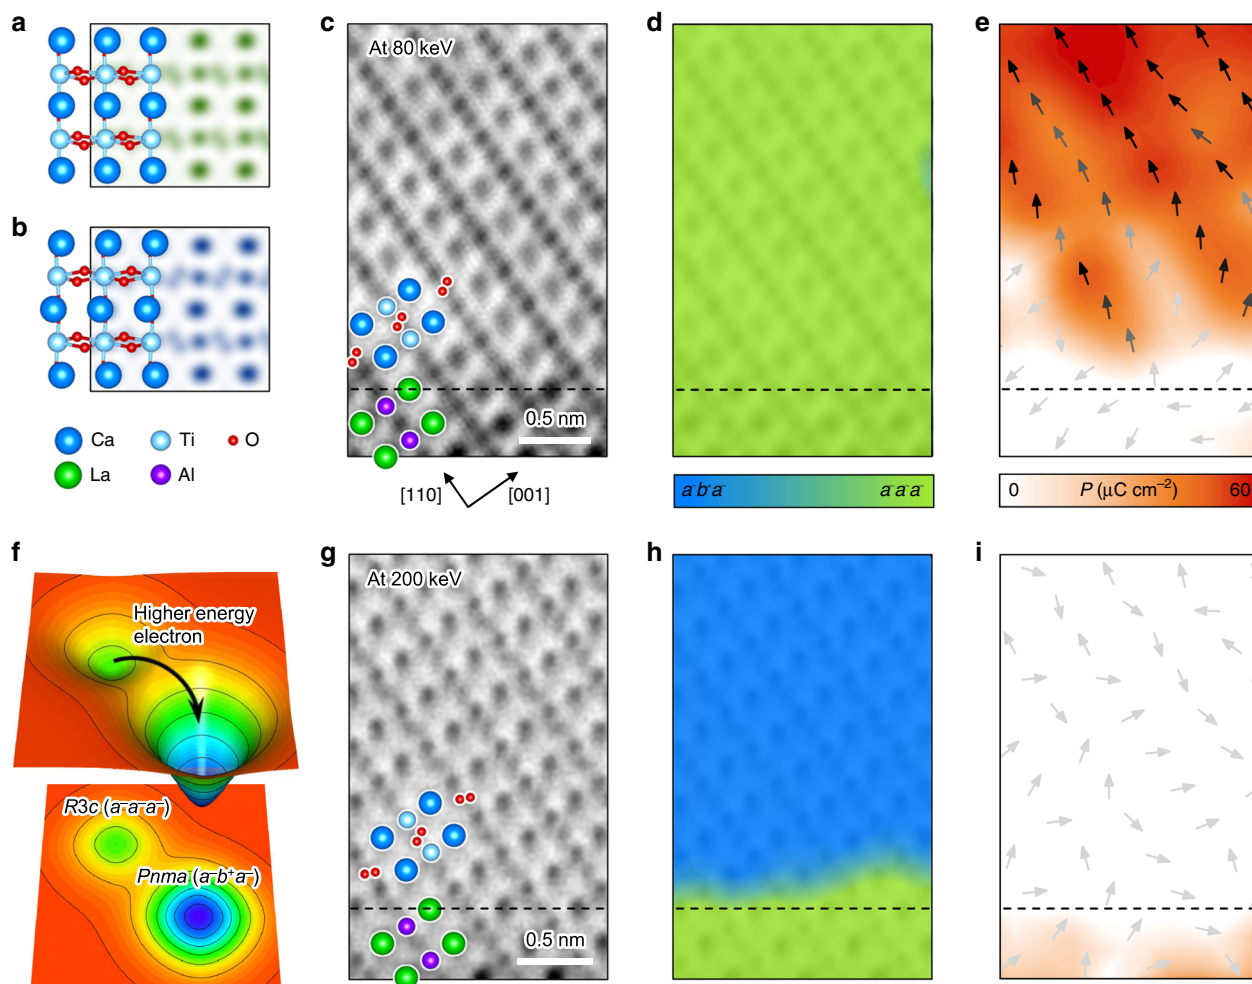 a
b
Ca
Ti
O
La
Al
c
At 80 keV
0.5 nm
[110]
[001]
d
a⁻b⁺a⁻
a⁻a⁻a⁻
e
0
P (μC cm⁻²)
60
f
Higher energy
electron
R3c (a⁻a⁻a⁻)
Pnma (a⁻b⁺a⁻)
g
At 200 keV
0.5 nm
h
i